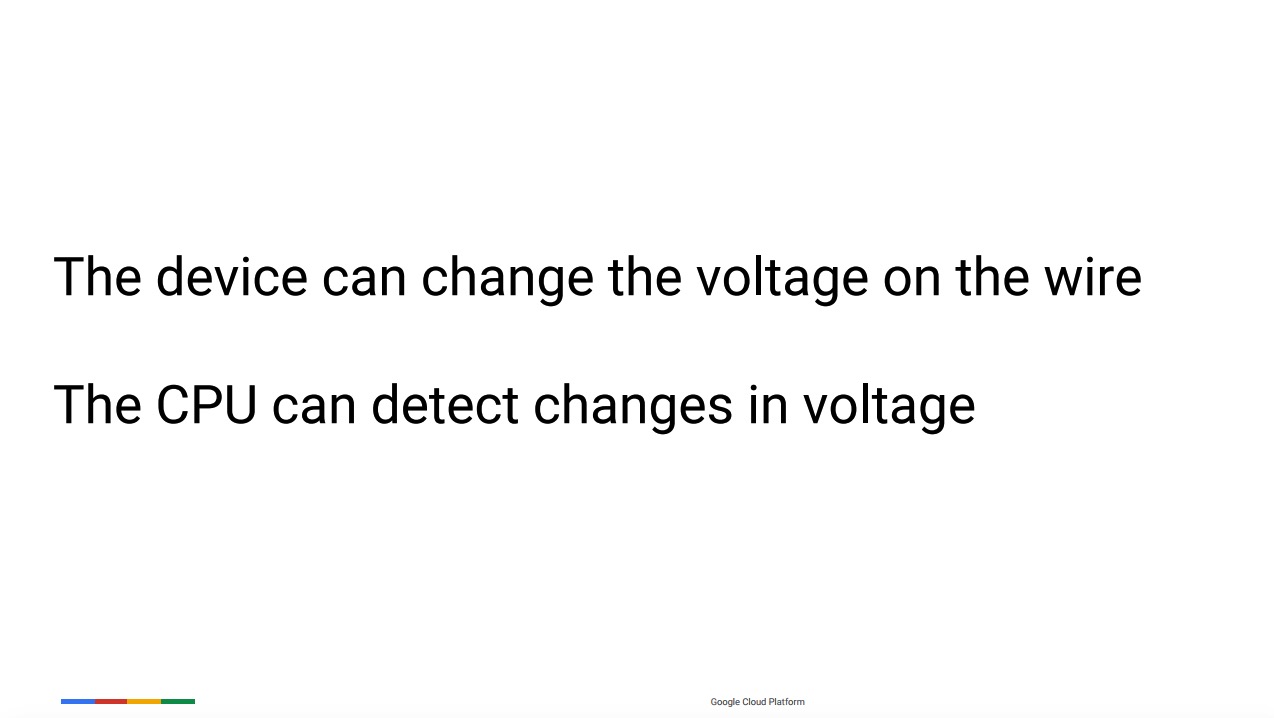 The device can change the voltage on the wire
The CPU can detect changes in voltage
Google Cloud Platform